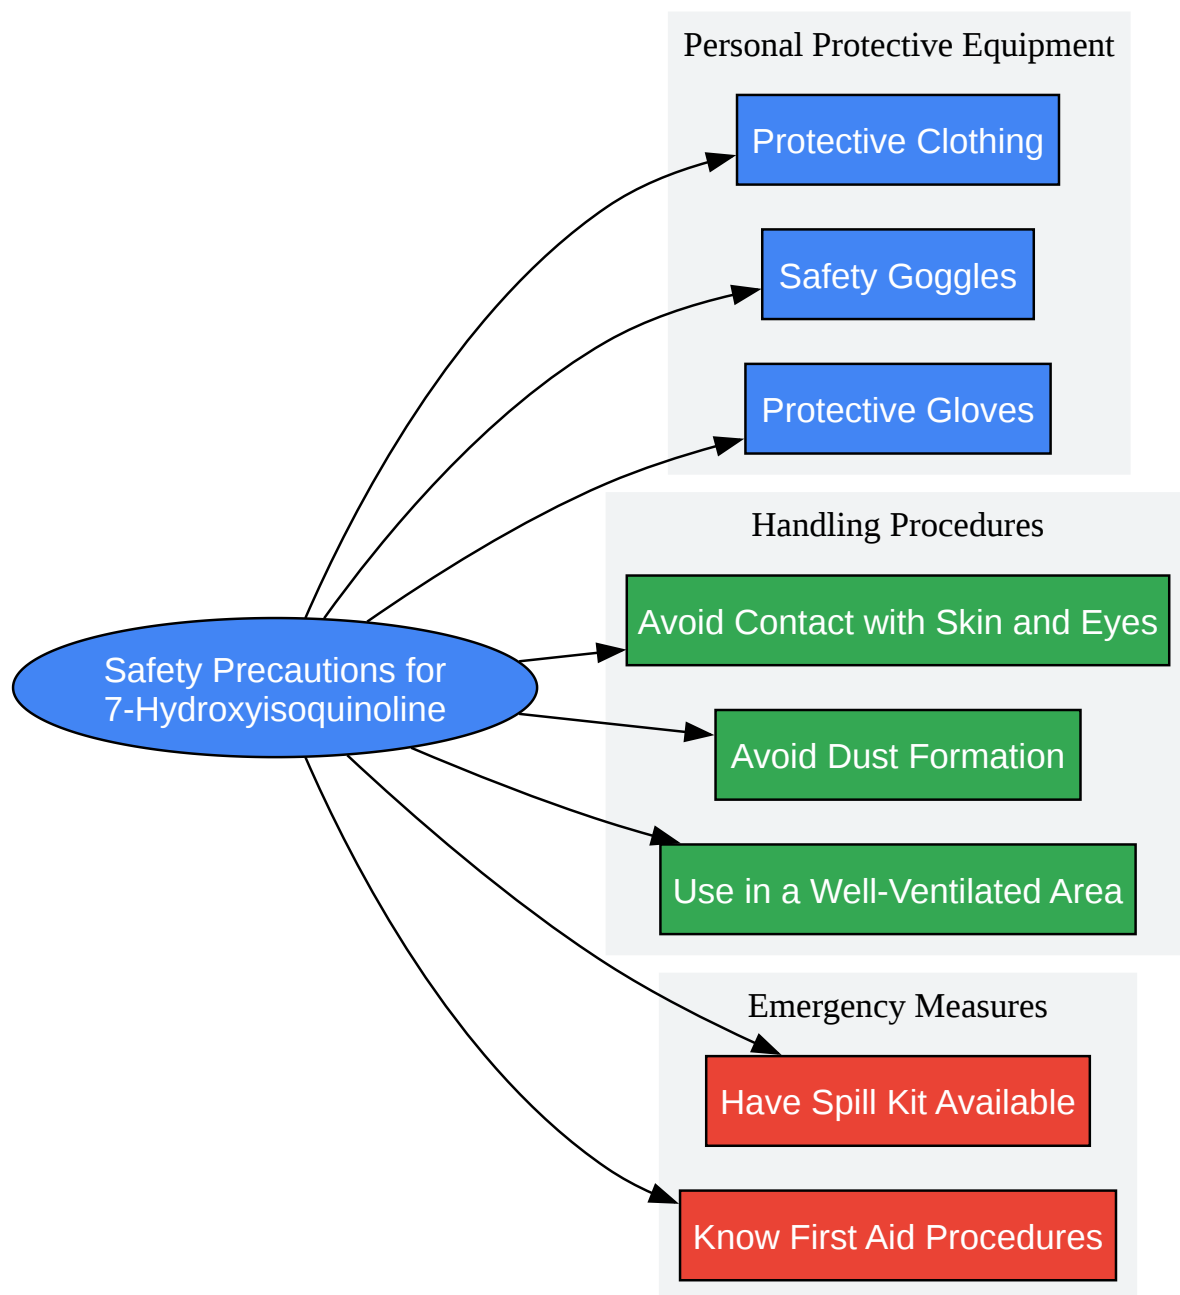 Personal Protective Equipment
Protective Clothing
Safety Goggles
Protective Gloves
Handling Procedures
Avoid Contact with Skin and Eyes
Safety Precautions for
7-Hydroxyisoquinoline
Avoid Dust Formation
Use in a Well-Ventilated Area
Emergency Measures
Have Spill Kit Available
Know First Aid Procedures